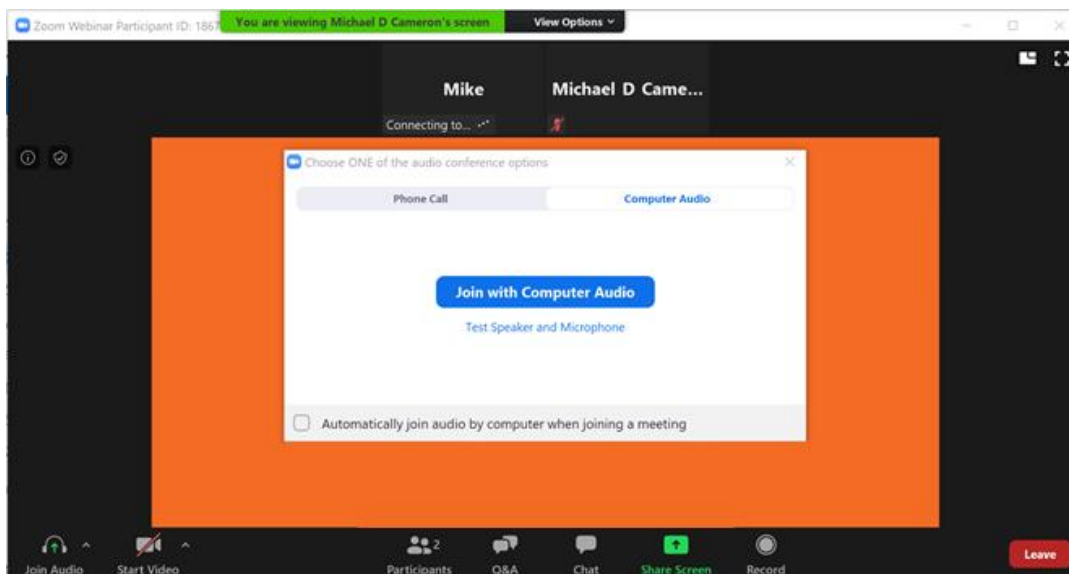 Zoom Webinar Participant ID: 1867
You are viewing Michael D Cameron's screen
View Options
Mike
Michael D Came...
Connecting to...
Choose ONE of the audio conference options
Phone Call
Computer Audio
Join with Computer Audio
Test Speaker and Microphone
Automatically join audio by computer when joining a meeting
Join Audio
Start Video
Participants
2
Q&A
Chat
Share Screen
Record
Leave